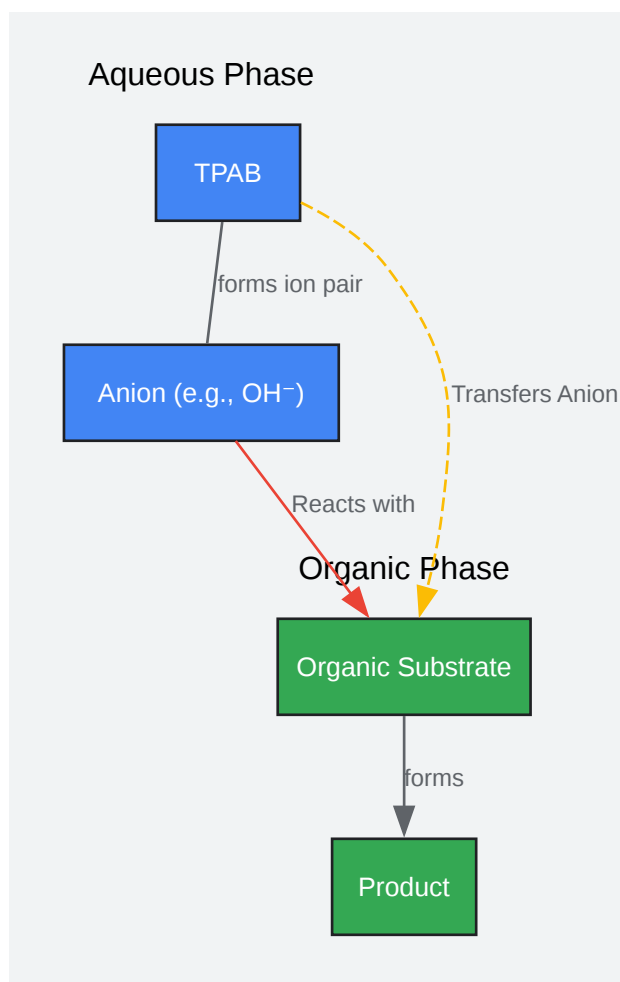 Aqueous Phase
TPAB
forms ion pair
Anion (e.g., OH⁻)
Transfers Anion
Reacts with
Organic Phase
Organic Substrate
forms
Product